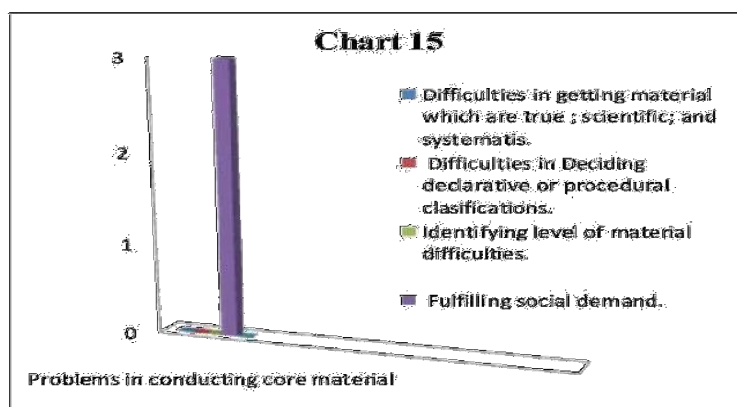 Chart 15
3
2
1
0
Difficulties in getting material
which are true ; scientific; and
systematis.
Difficulties in Deciding
declarative or procedural
clasifications.
Identifying level of material
difficulties.
Fulfilling social demand.
Problems in conducting core material